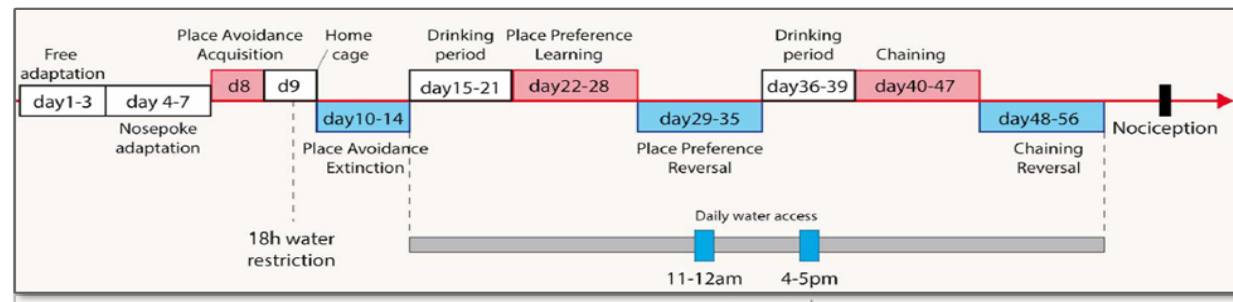 Free
adaptation
day1-3
day 4-7
Nosepoke
adaptation
Place Avoidance
Acquisition
d8
d9
Home
cage
day10-14
Place Avoidance
Extinction
18h water
restriction
Drinking
period
day15-21
Place Preference
Learning
day22-28
day29-35
Place Preference
Reversal
Drinking
period
day36-39
Chaining
day40-47
day48-56
Chaining
Reversal
Nociception
Daily water access
11-12am
4-5pm